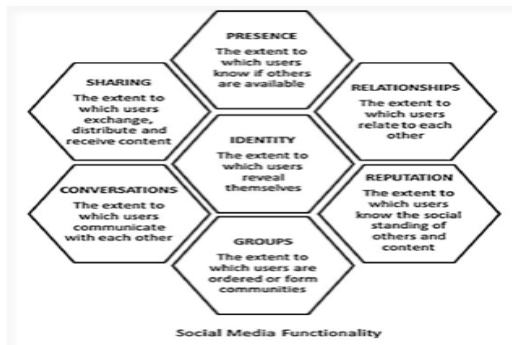 PRESENCE
The extent to
which users
know if others
are available
SHARING
The extent to
which users
exchange,
distribute and
receive content
RELATIONSHIPS
The extent to
which users
relate to each
other
IDENTITY
The extent to
which users
reveal
themselves
CONVERSATIONS
The extent to
which users
communicate
with each other
REPUTATION
The extent to
which users
know the social
standing of
others and
content
GROUPS
The extent to
which users are
ordered or form
communities
Social Media Functionality